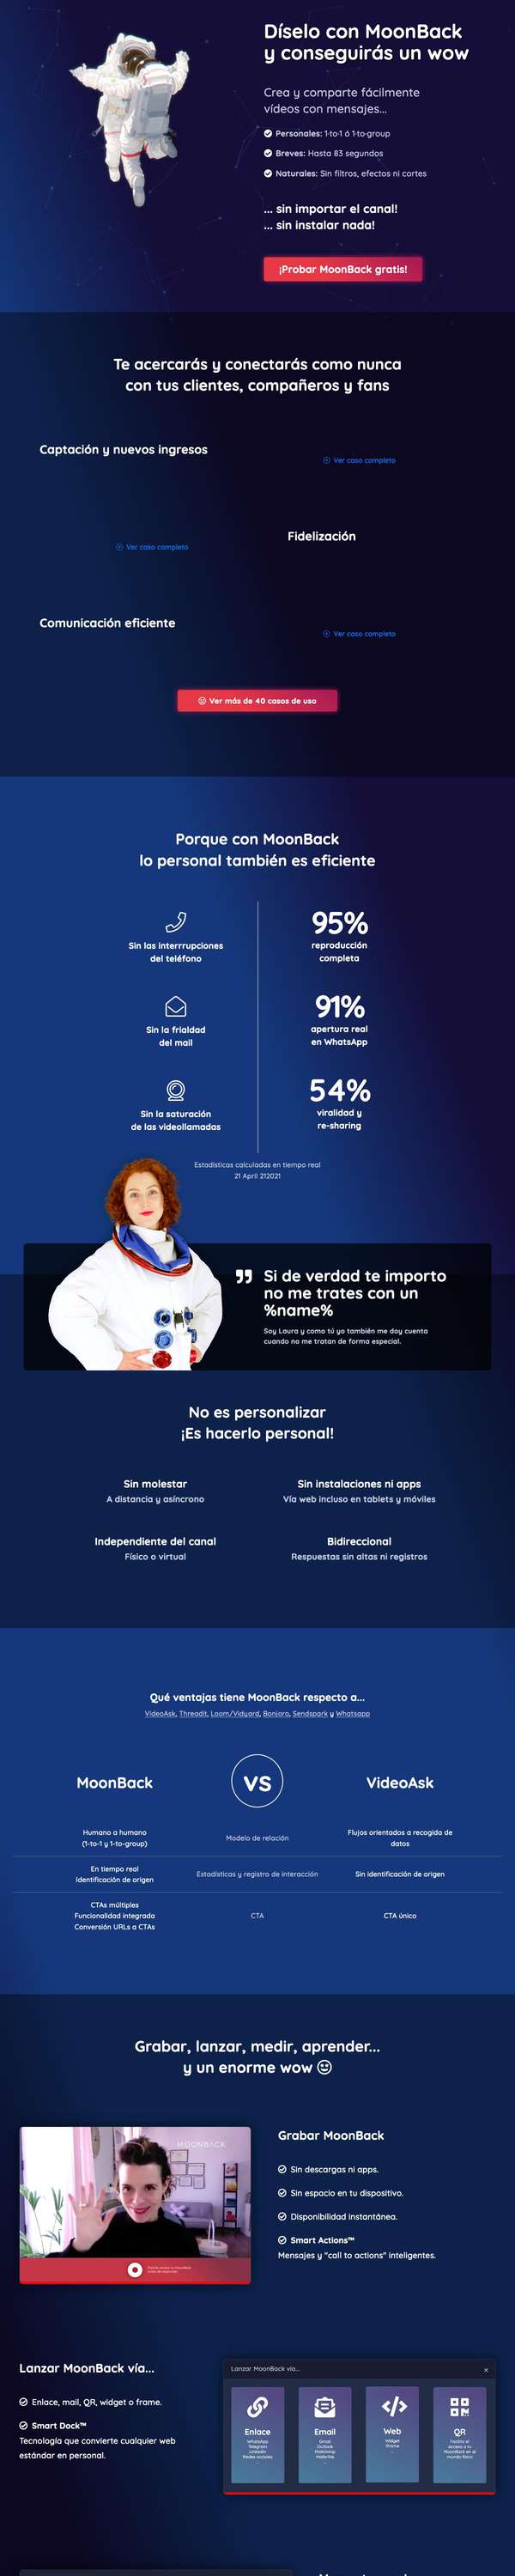 Díselo con MoonBack
y conseguirás un wow
Crea y comparte fácilmente
vídeos con mensajes...
Personales: 1-to-1 ó 1-to-group
Breves: Hasta 83 segundos
Naturales: Sin filtros, efectos ni cortes
... sin importar el canal!
... sin instalar nada!
¡Probar MoonBack gratis!
Te acercarás y conectarás como nunca
con tus clientes, compañeros y fans
Captación y nuevos ingresos
Ver caso completo
Fidelización
Ver caso completo
Comunicación eficiente
Ver caso completo
Ver más de 40 casos de uso
Porque con MoonBack
lo personal también es eficiente
Sin las interrrupciones
del teléfono
95%
reproducción
completa
Sin la frialdad
del mail
91%
apertura real
en WhatsApp
Sin la saturación
de las videollamadas
54%
viralidad y
re-sharing
Estadísticas calculadas en tiempo real
21 April 212021
Si de verdad te importo
no me trates con un
%name%
Soy Laura y como tú yo también me doy cuenta
cuando no me tratan de forma especial.
No es personalizar
¡Es hacerlo personal!
Sin molestar
A distancia y asíncrono
Sin instalaciones ni apps
Vía web incluso en tablets y móviles
Independiente del canal
Físico o virtual
Bidireccional
Respuestas sin altas ni registros
Qué ventajas tiene MoonBack respecto a...
VideoAsk, Threadit, Loom/Vidyard, Bonjoro, Sendspark y Whatsapp
MoonBack
VS
VideoAsk
Humano a humano
(1-to-1 y 1-to-group)
Modelo de relación
Flujos orientados a recogida de
datos
En tiempo real
Identificación de origen
Estadísticas y registro de interacción
Sin identificación de origen
CTAs múltiples
Funcionalidad integrada
Conversión URLs a CTAs
CTA
CTA único
Grabar, lanzar, medir, aprender...
y un enorme wow
MOONBACK
Grabar MoonBack
Sin descargas ni apps.
Sin espacio en tu dispositivo.
Disponibilidad instantánea.
Smart Actions™
Mensajes y "call to actions" inteligentes.
Lanzar MoonBack vía...
Enlace, mail, QR, widget o frame.
Smart Dock™
Tecnología que convierte cualquier web
estándar en personal.
Lanzar MoonBack vía...
Enlace
WhatsApp
Telegram
LinkedIn
Redes sociales
Email
Gmail
Outlook
Mailchimp
Mailerlite
Web
Widget
iframe
QR
Facilita el
acceso a tu
MoonBack en el
mundo físico